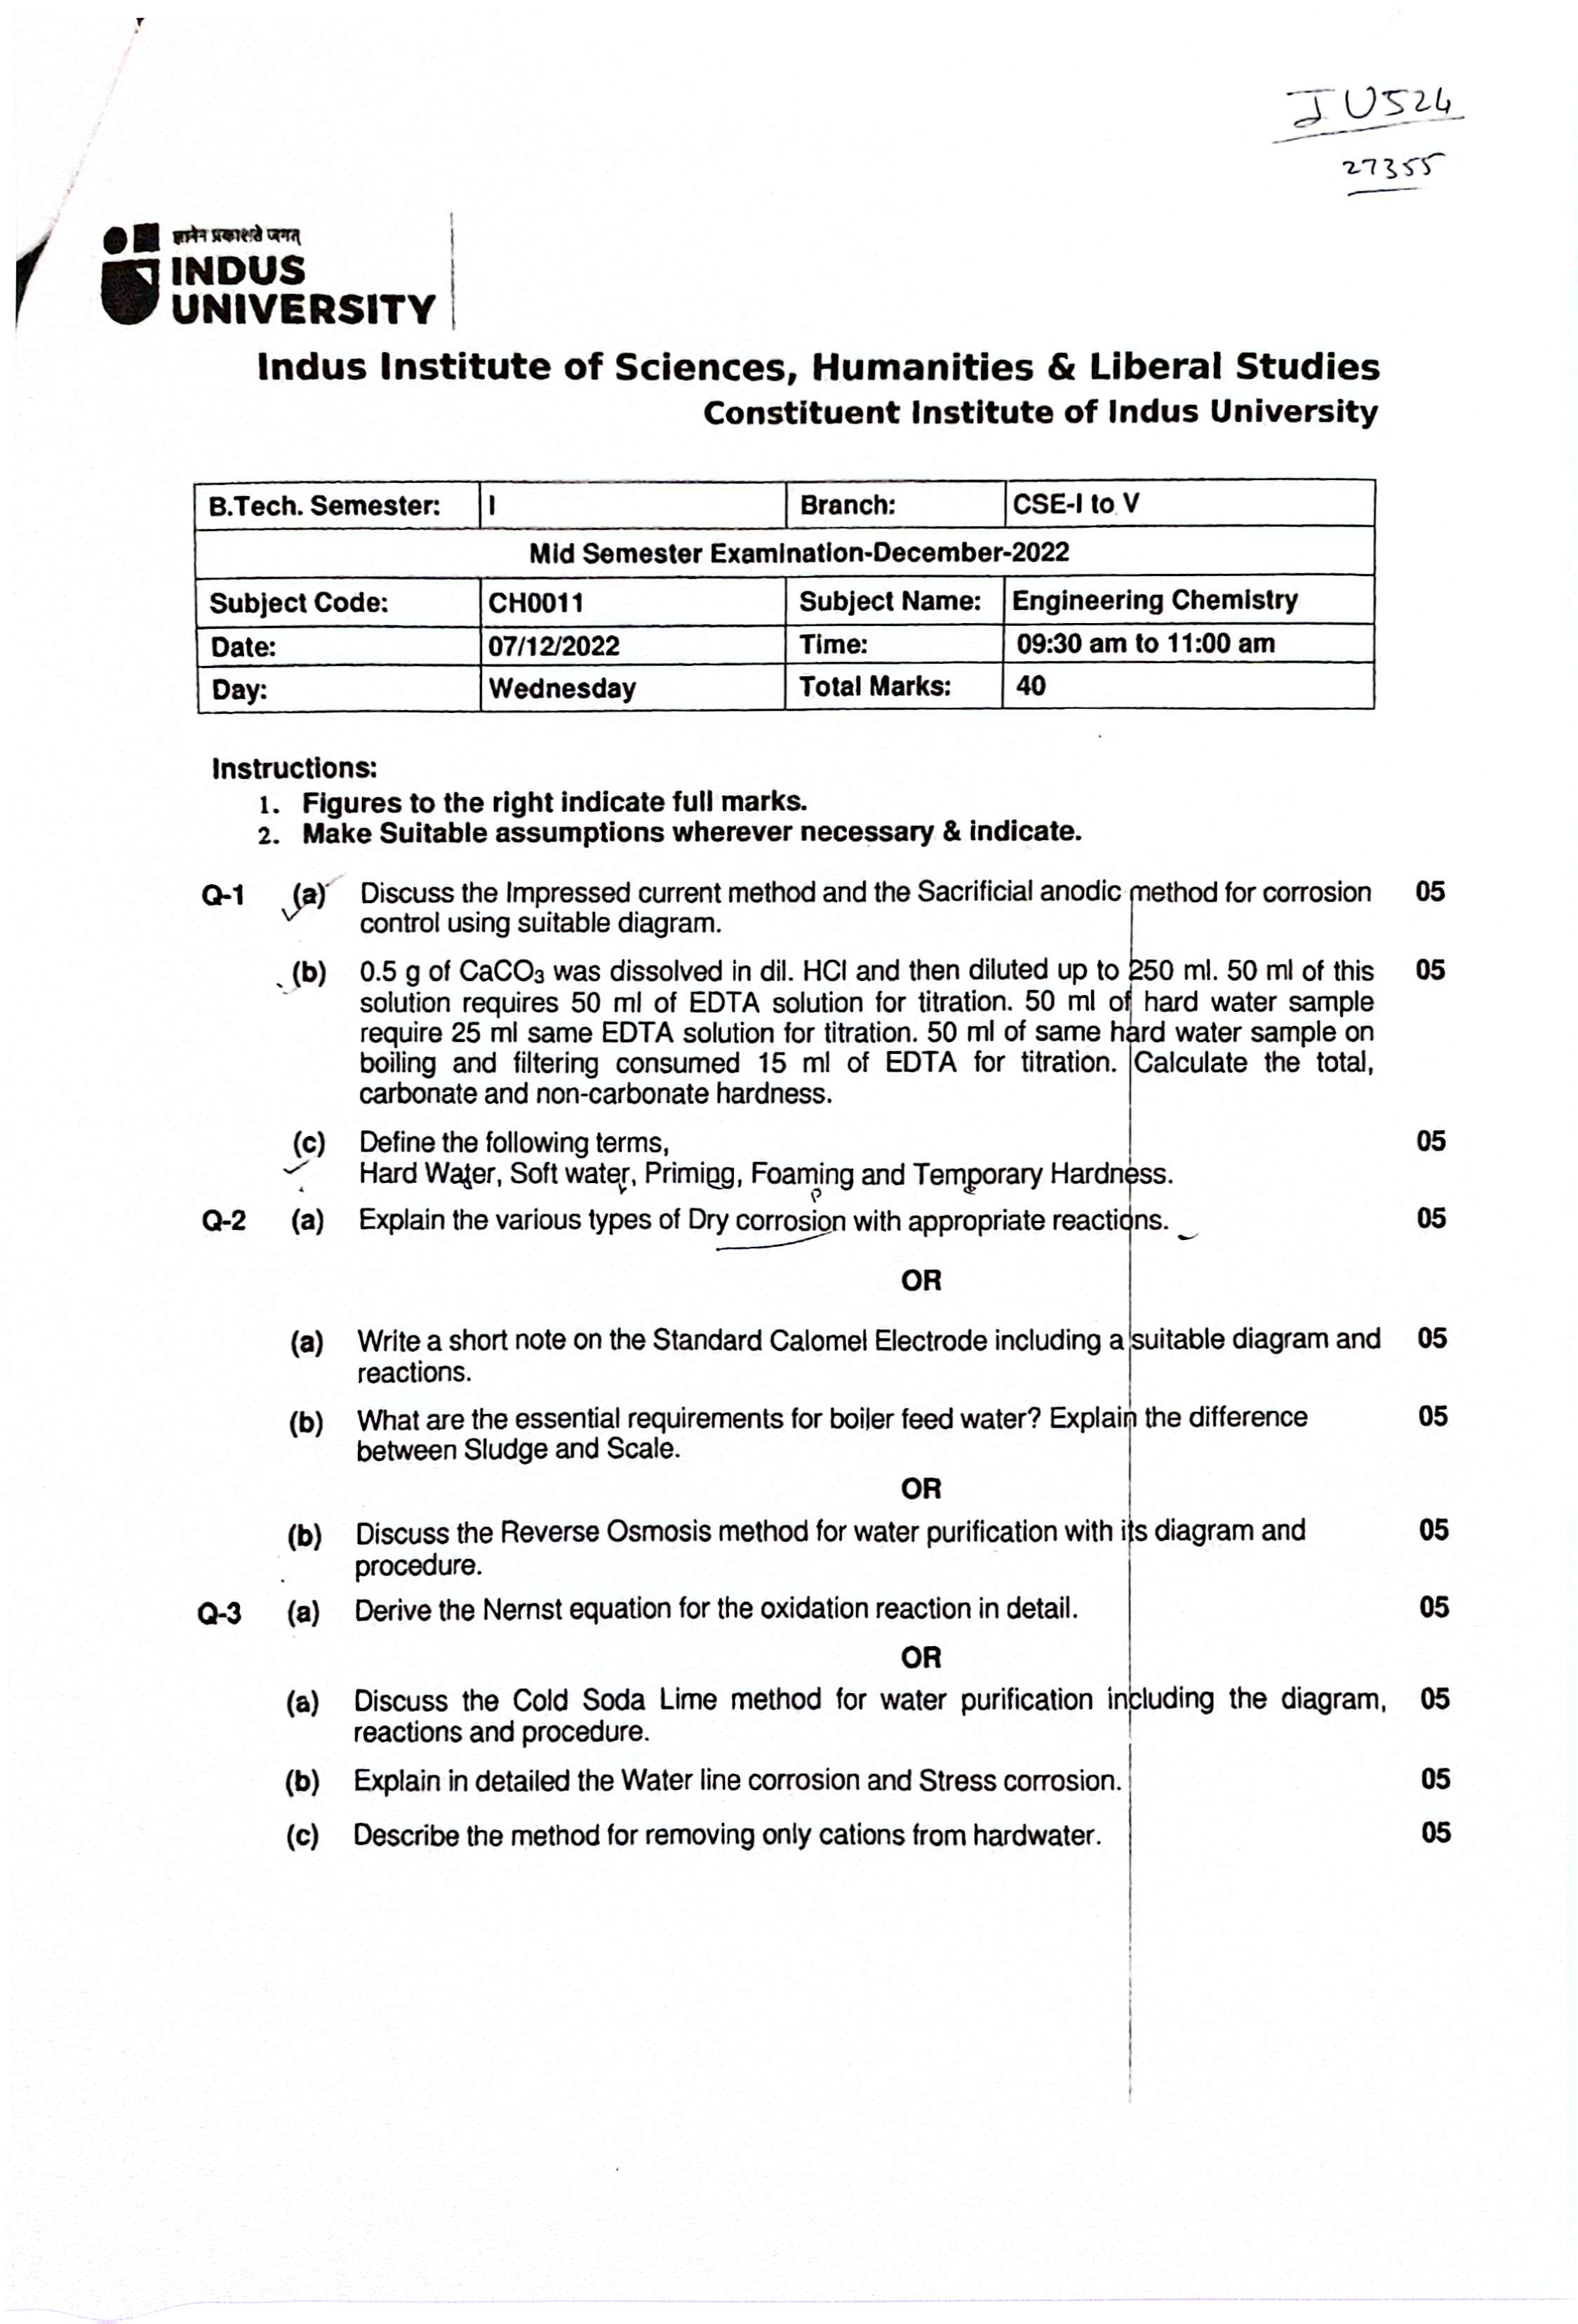 IU524
27355
ज्ञानेन प्रकाशते जगत्
INDUS
UNIVERSITY
Indus Institute of Sciences, Humanities & Liberal Studies
Constituent Institute of Indus University
B.Tech. Semester: I Branch: CSE-I to V
Mid Semester Examination-December-2022
Subject Code: CH0011 Subject Name: Engineering Chemistry
Date: 07/12/2022 Time: 09:30 am to 11:00 am
Day: Wednesday Total Marks: 40
Instructions:
1. Figures to the right indicate full marks.
2. Make Suitable assumptions wherever necessary & indicate.
Q-1 (a) Discuss the Impressed current method and the Sacrificial anodic method for corrosion 05
control using suitable diagram.
(b) 0.5 g of CaCO₃ was dissolved in dil. HCl and then diluted up to 250 ml. 50 ml of this 05
solution requires 50 ml of EDTA solution for titration. 50 ml of hard water sample
require 25 ml same EDTA solution for titration. 50 ml of same hard water sample on
boiling and filtering consumed 15 ml of EDTA for titration. Calculate the total,
carbonate and non-carbonate hardness.
(c) Define the following terms, 05
Hard Water, Soft water, Priming, Foaming and Temporary Hardness.
Q-2 (a) Explain the various types of Dry corrosion with appropriate reactions. 05
OR
(a) Write a short note on the Standard Calomel Electrode including a suitable diagram and 05
reactions.
(b) What are the essential requirements for boiler feed water? Explain the difference 05
between Sludge and Scale.
OR
(b) Discuss the Reverse Osmosis method for water purification with its diagram and 05
procedure.
Q-3 (a) Derive the Nernst equation for the oxidation reaction in detail. 05
OR
(a) Discuss the Cold Soda Lime method for water purification including the diagram, 05
reactions and procedure.
(b) Explain in detailed the Water line corrosion and Stress corrosion. 05
(c) Describe the method for removing only cations from hardwater. 05